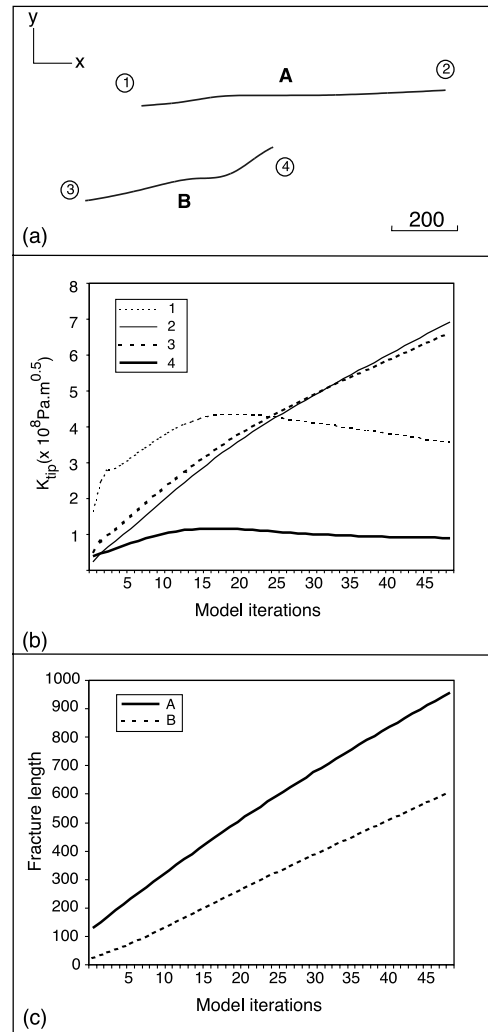 y
x
A
1
2
B
3
4
200
(a)
8
7
6
5
4
3
2
1
K_tip (x 10^8 Pa.m^0.5)
1
2
3
4
5 10 15 20 25 30 35 40 45
Model iterations
(b)
1000
900
800
700
600
500
400
300
200
100
0
Fracture length
A
B
5 10 15 20 25 30 35 40 45
Model iterations
(c)